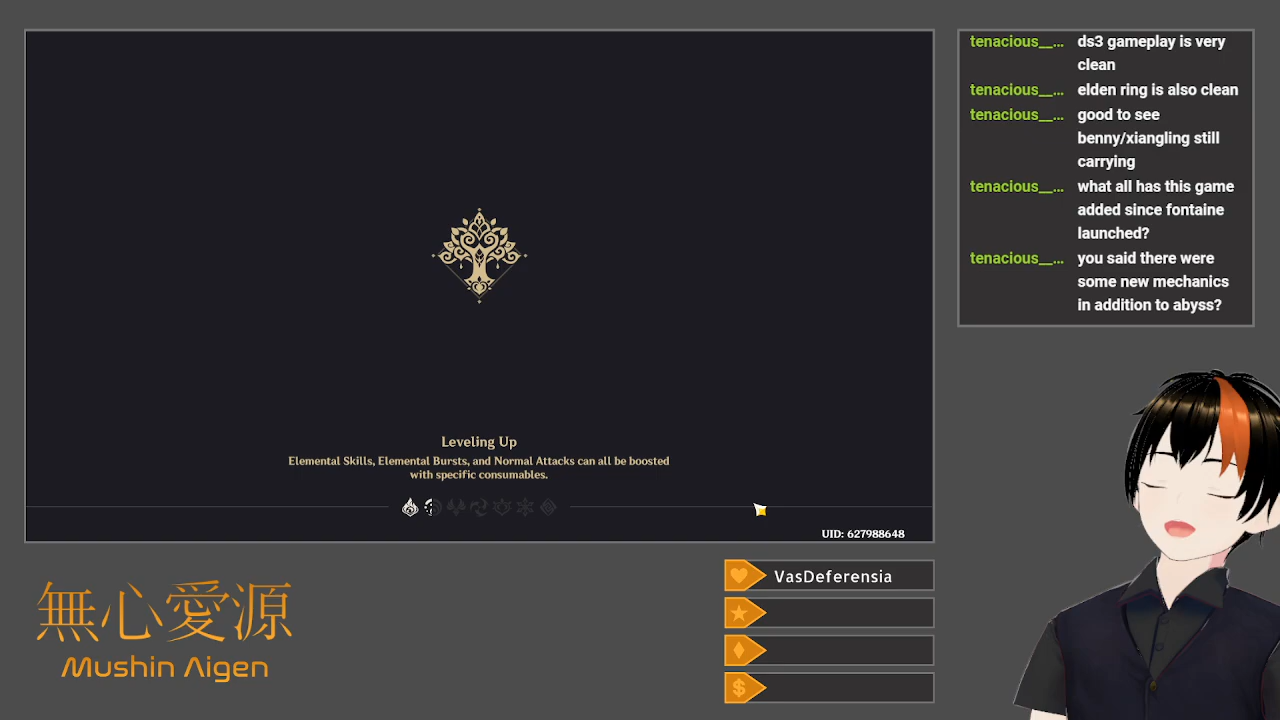 tenacious__... ds3 gameplay is very
clean
tenacious__... elden ring is also clean
tenacious__... good to see
benny/xiangling still
carrying
tenacious__... what all has this game
added since fontaine
launched?
tenacious__... you said there were
some new mechanics
in addition to abyss?
Leveling Up
Elemental Skills, Elemental Bursts, and Normal Attacks can all be boosted
with specific consumables.
UID: 627988648
無心愛源
Mushin Aigen
VasDeferensia